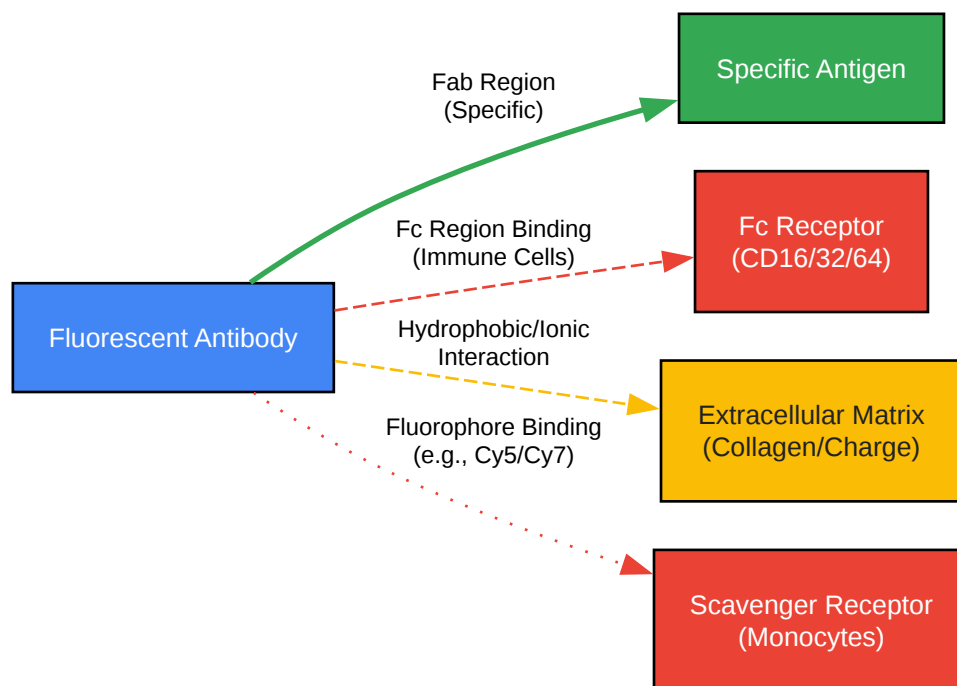 Fab Region
(Specific)
Specific Antigen
Fc Region Binding
(Immune Cells)
Fc Receptor
(CD16/32/64)
Fluorescent Antibody
Hydrophobic/Ionic
Interaction
Extracellular Matrix
(Collagen/Charge)
Fluorophore Binding
(e.g., Cy5/Cy7)
Scavenger Receptor
(Monocytes)